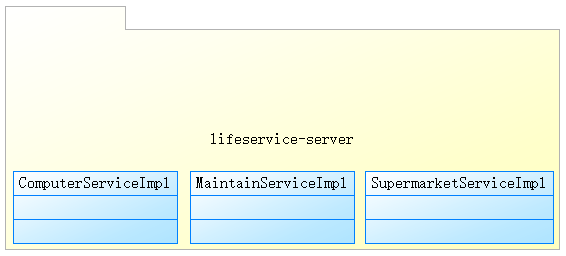 lifeservice-server
ComputerServiceImpl
MaintainServiceImpl
SupermarketServiceImpl